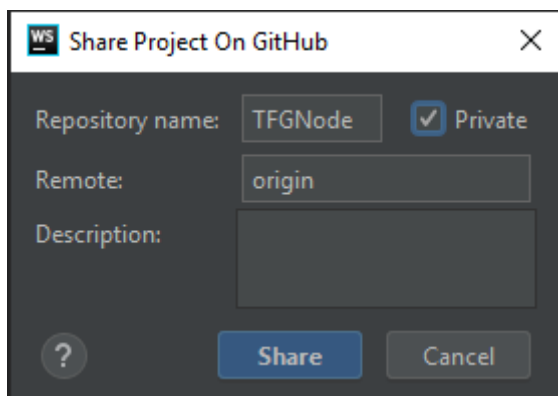 WS Share Project On GitHub
Repository name: TFGNode Private
Remote: origin
Description:
? Share Cancel